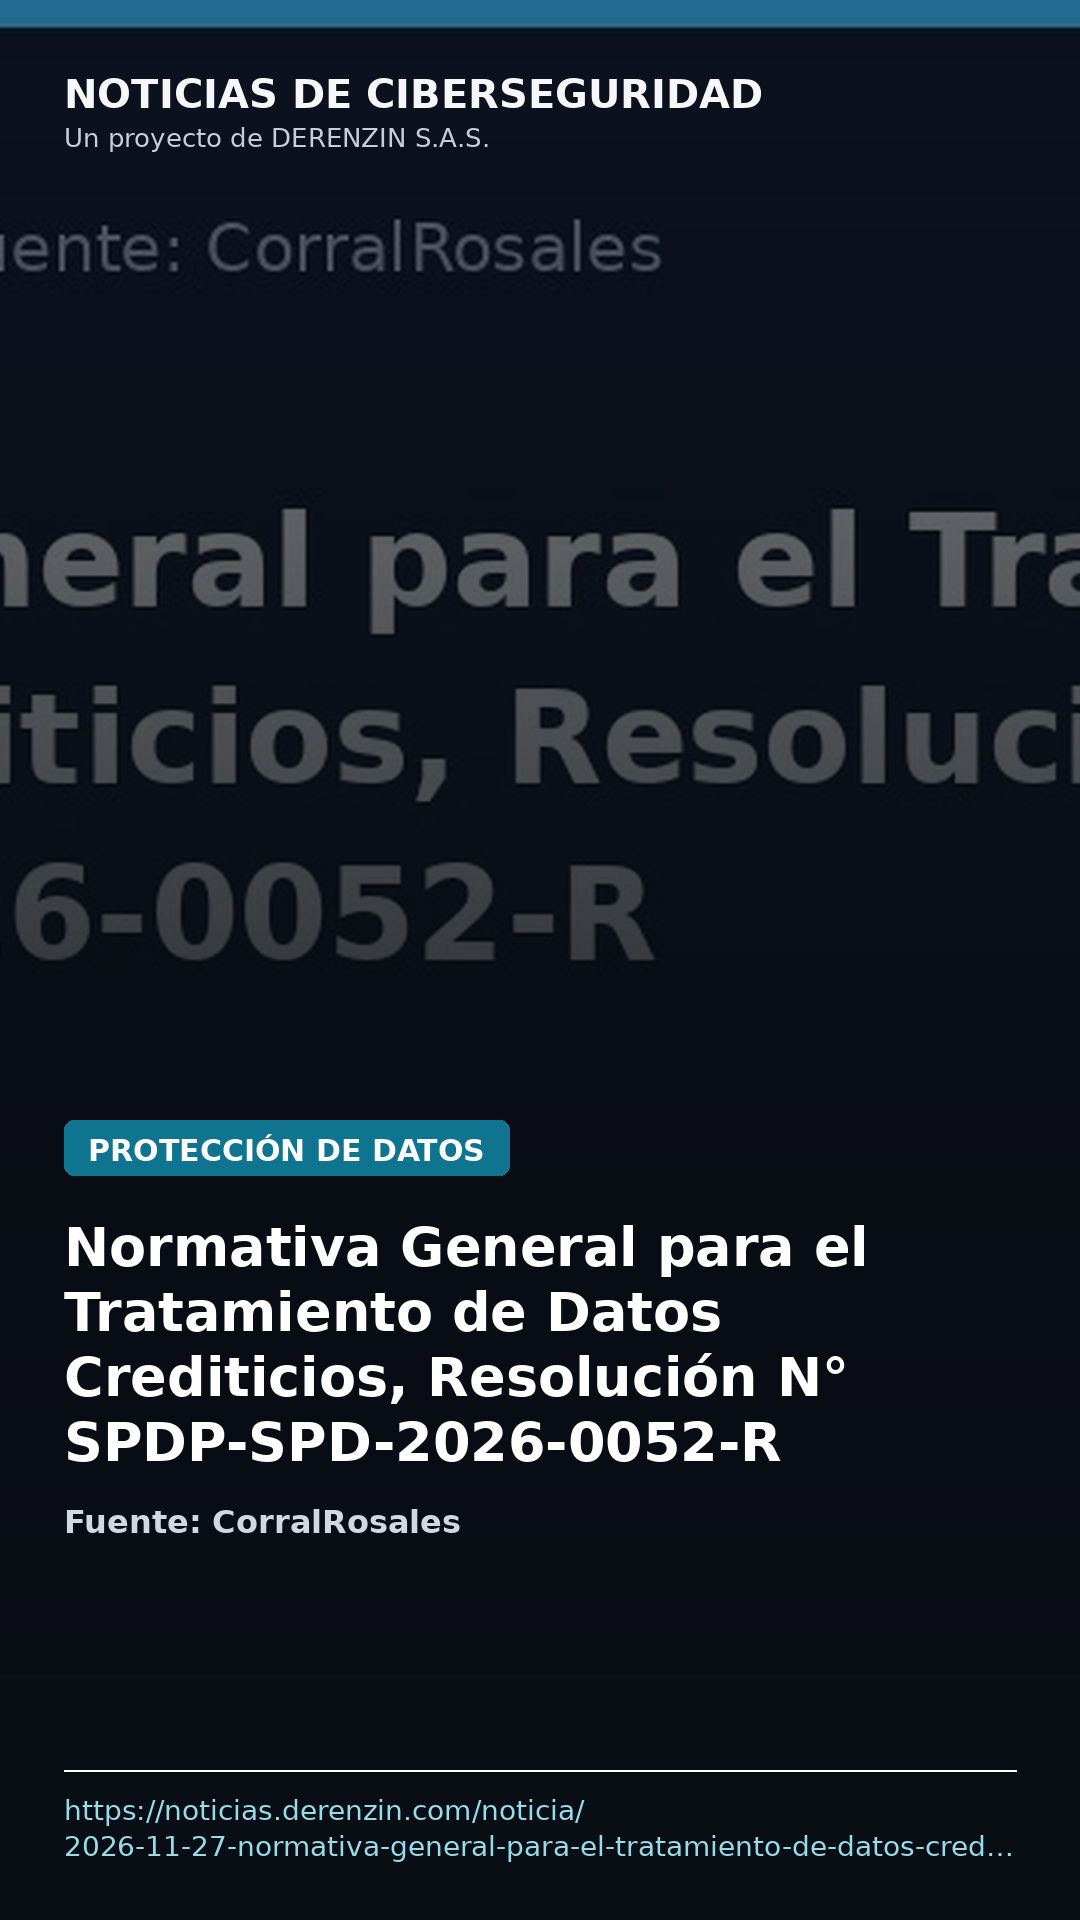 NOTICIAS DE CIBERSEGURIDAD
Un proyecto de DERENZIN S.A.S.
uente: CorralRosales
neral para el Tra
iticios, Resoluci
6-0052-R
PROTECCIÓN DE DATOS
Normativa General para el
Tratamiento de Datos
Crediticios, Resolución N°
SPDP-SPD-2026-0052-R
Fuente: CorralRosales
https://noticias.derenzin.com/noticia/
2026-11-27-normativa-general-para-el-tratamiento-de-datos-cred...